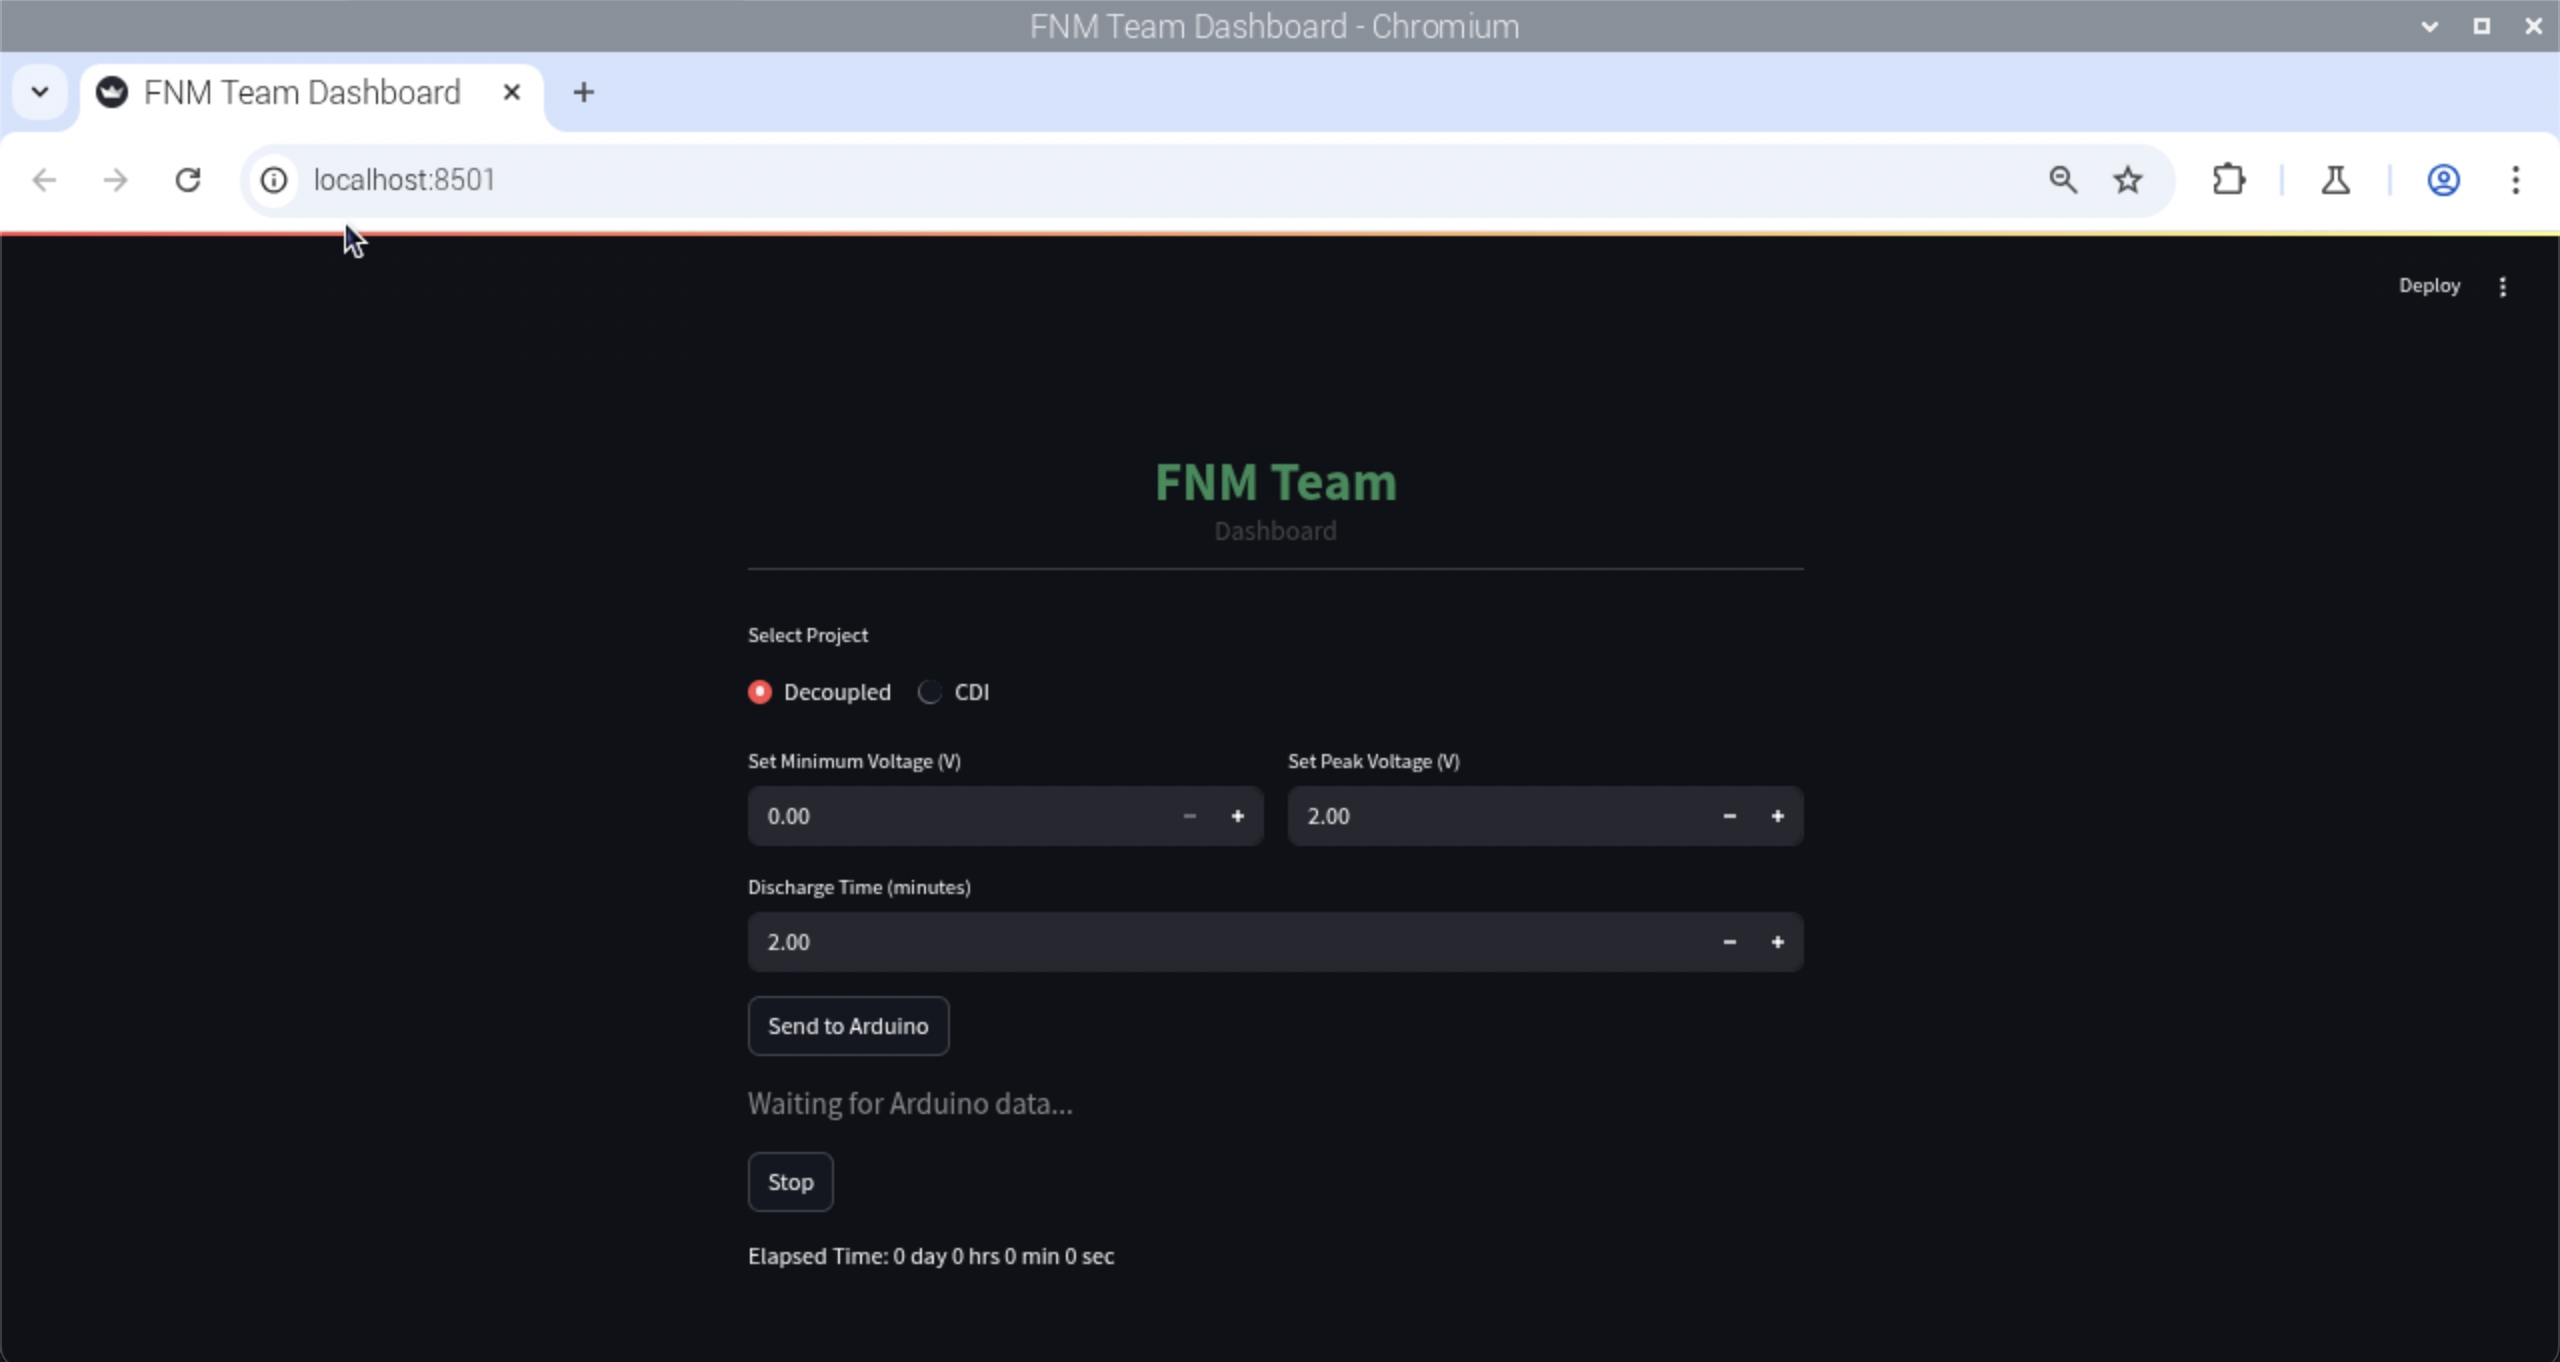 FNM Team Dashboard - Chromium
FNM Team Dashboard
localhost:8501
Deploy
FNM Team
Dashboard
Select Project
Decoupled CDI
Set Minimum Voltage (V) Set Peak Voltage (V)
0.00 − + 2.00 − +
Discharge Time (minutes)
2.00 − +
Send to Arduino
Waiting for Arduino data...
Stop
Elapsed Time: 0 day 0 hrs 0 min 0 sec